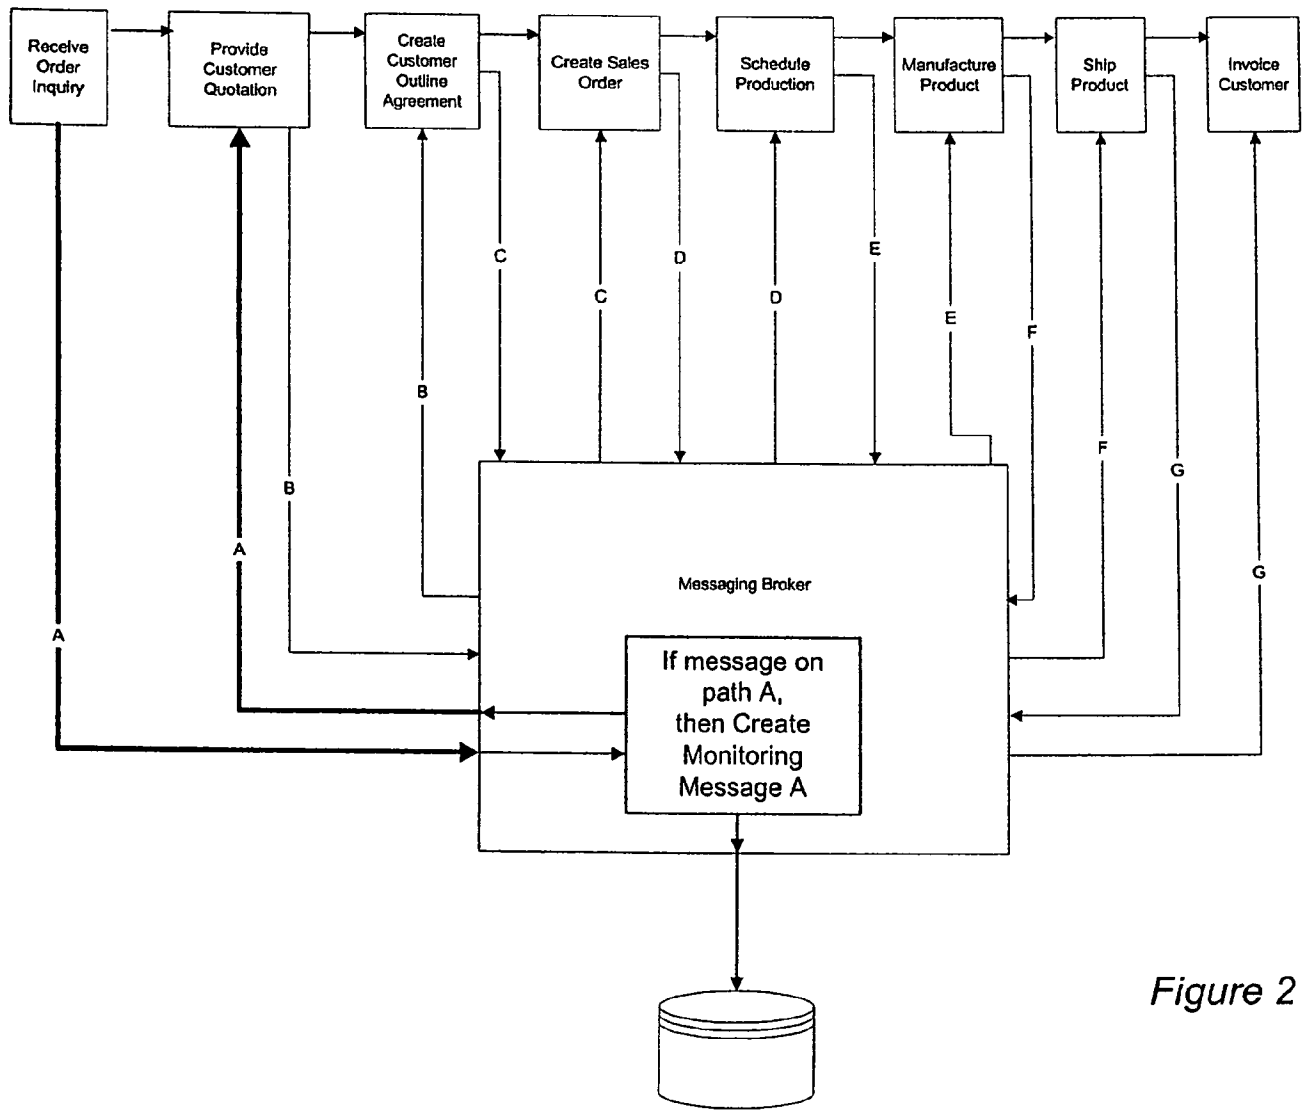 Receive
Order
Inquiry
Provide
Customer
Quotation
Create
Customer
Outline
Agreement
Create Sales
Order
Schedule
Production
Manufacture
Product
Ship
Product
Invoice
Customer
C
D
E
C
D
E
F
B
F
G
B
A
G
A
Messaging Broker
If message on
path A,
then Create
Monitoring
Message A
Figure 2